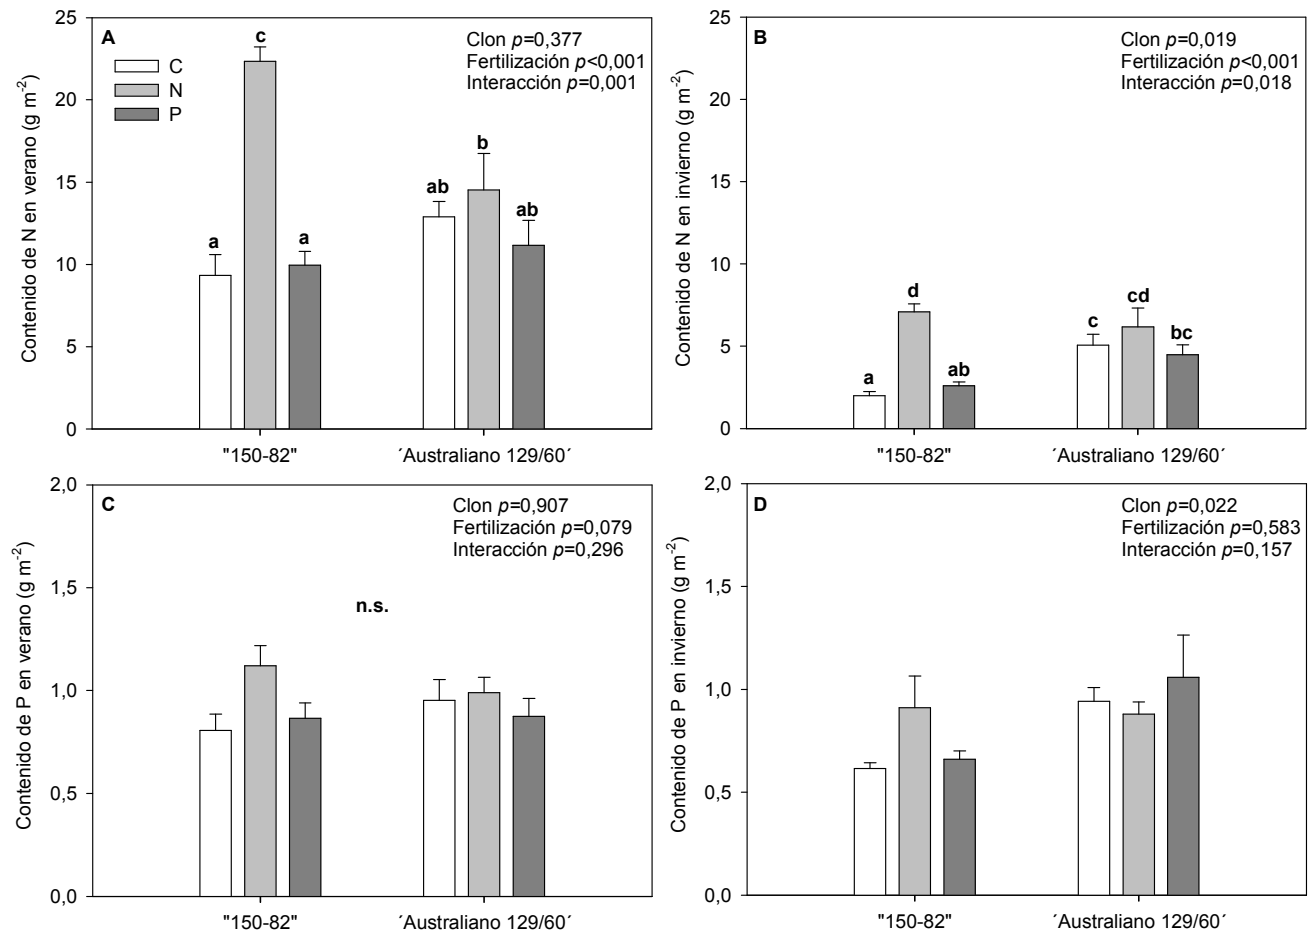 A
C
N
P
Clon p=0,377
Fertilización p<0,001
Interacción p=0,001
Contenido de N en verano (g m-2)
25
20
15
10
5
0
a
c
a
ab
b
ab
"150-82"
´Australiano 129/60´
B
Clon p=0,019
Fertilización p<0,001
Interacción p=0,018
Contenido de N en invierno (g m-2)
25
20
15
10
5
0
a
d
ab
c
cd
bc
"150-82"
´Australiano 129/60´
C
Clon p=0,907
Fertilización p=0,079
Interacción p=0,296
Contenido de P en verano (g m-2)
2,0
1,5
1,0
0,5
0,0
n.s.
"150-82"
´Australiano 129/60´
D
Clon p=0,022
Fertilización p=0,583
Interacción p=0,157
Contenido de P en invierno (g m-2)
2,0
1,5
1,0
0,5
0,0
"150-82"
´Australiano 129/60´